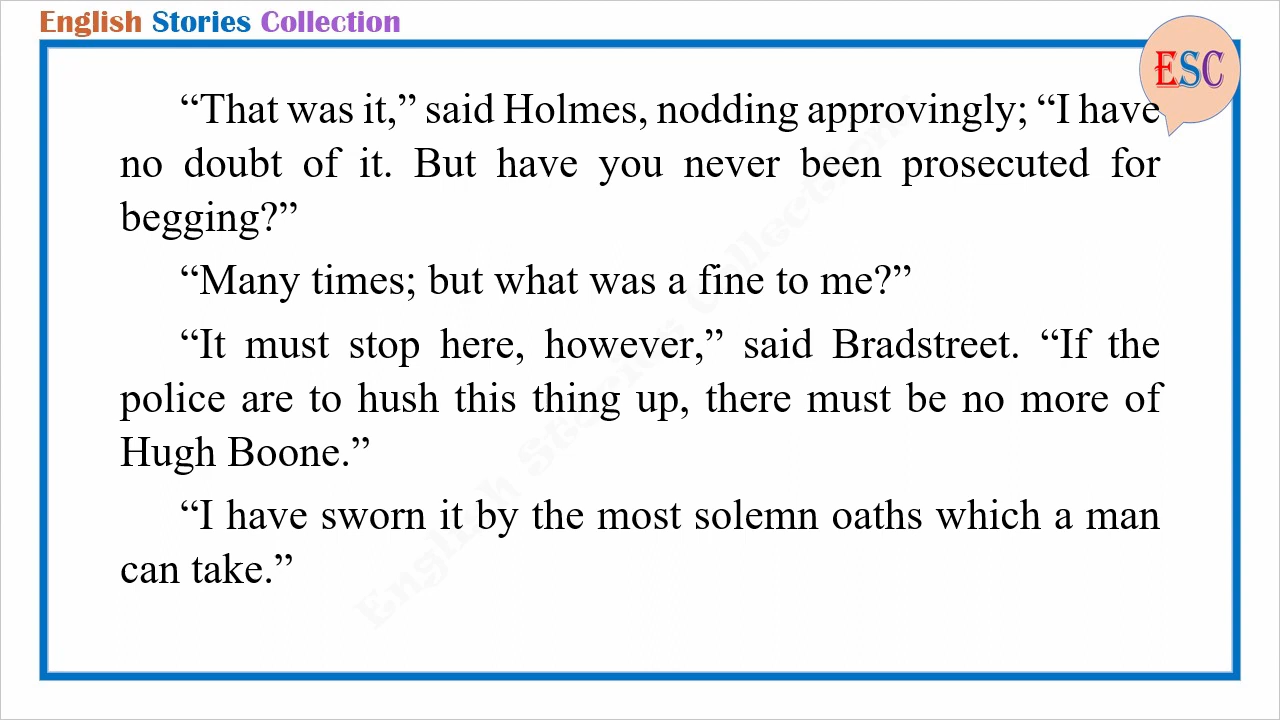 English Stories Collection
ESC
“That was it,” said Holmes, nodding approvingly; “I have
no doubt of it. But have you never been prosecuted for
begging?”
“Many times; but what was a fine to me?”
“It must stop here, however,” said Bradstreet. “If the
police are to hush this thing up, there must be no more of
Hugh Boone.”
“I have sworn it by the most solemn oaths which a man
can take.”
English Stories Collection